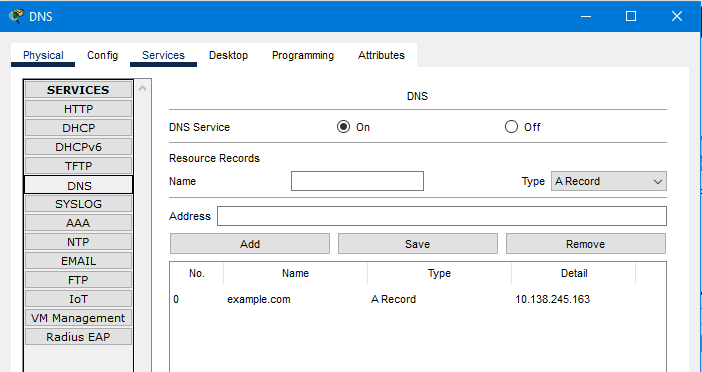 DNS
Physical Config Services Desktop Programming Attributes
SERVICES
HTTP
DHCP
DHCPv6
TFTP
DNS
SYSLOG
AAA
NTP
EMAIL
FTP
IoT
VM Management
Radius EAP
DNS
DNS Service On Off
Resource Records
Name Type A Record
Address
Add Save Remove
No. Name Type Detail
0 example.com A Record 10.138.245.163